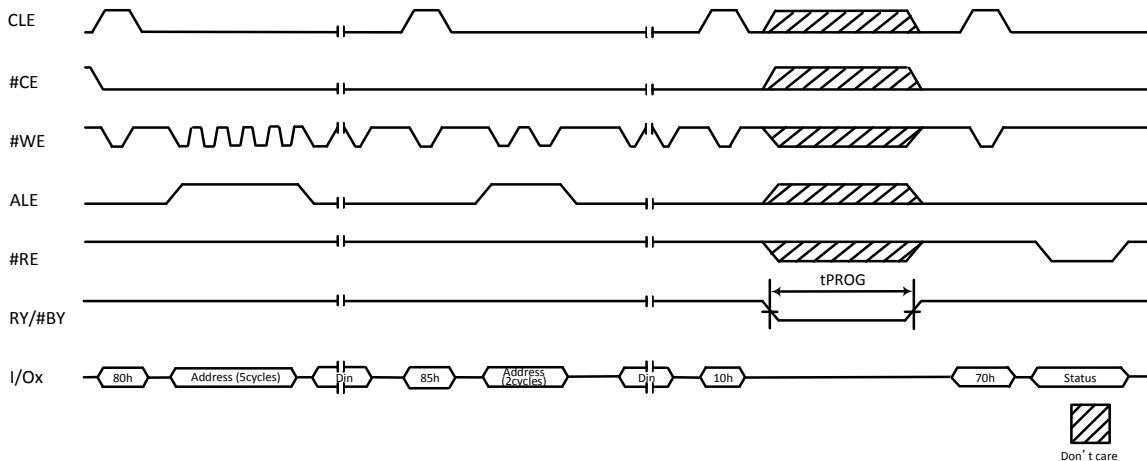 CLE
#CE
#WE
ALE
#RE
tPROG
RY/#BY
I/Ox
80h
Address (5cycles)
Din
85h
Address
(2cycles)
Din
10h
70h
Status
Don’t care